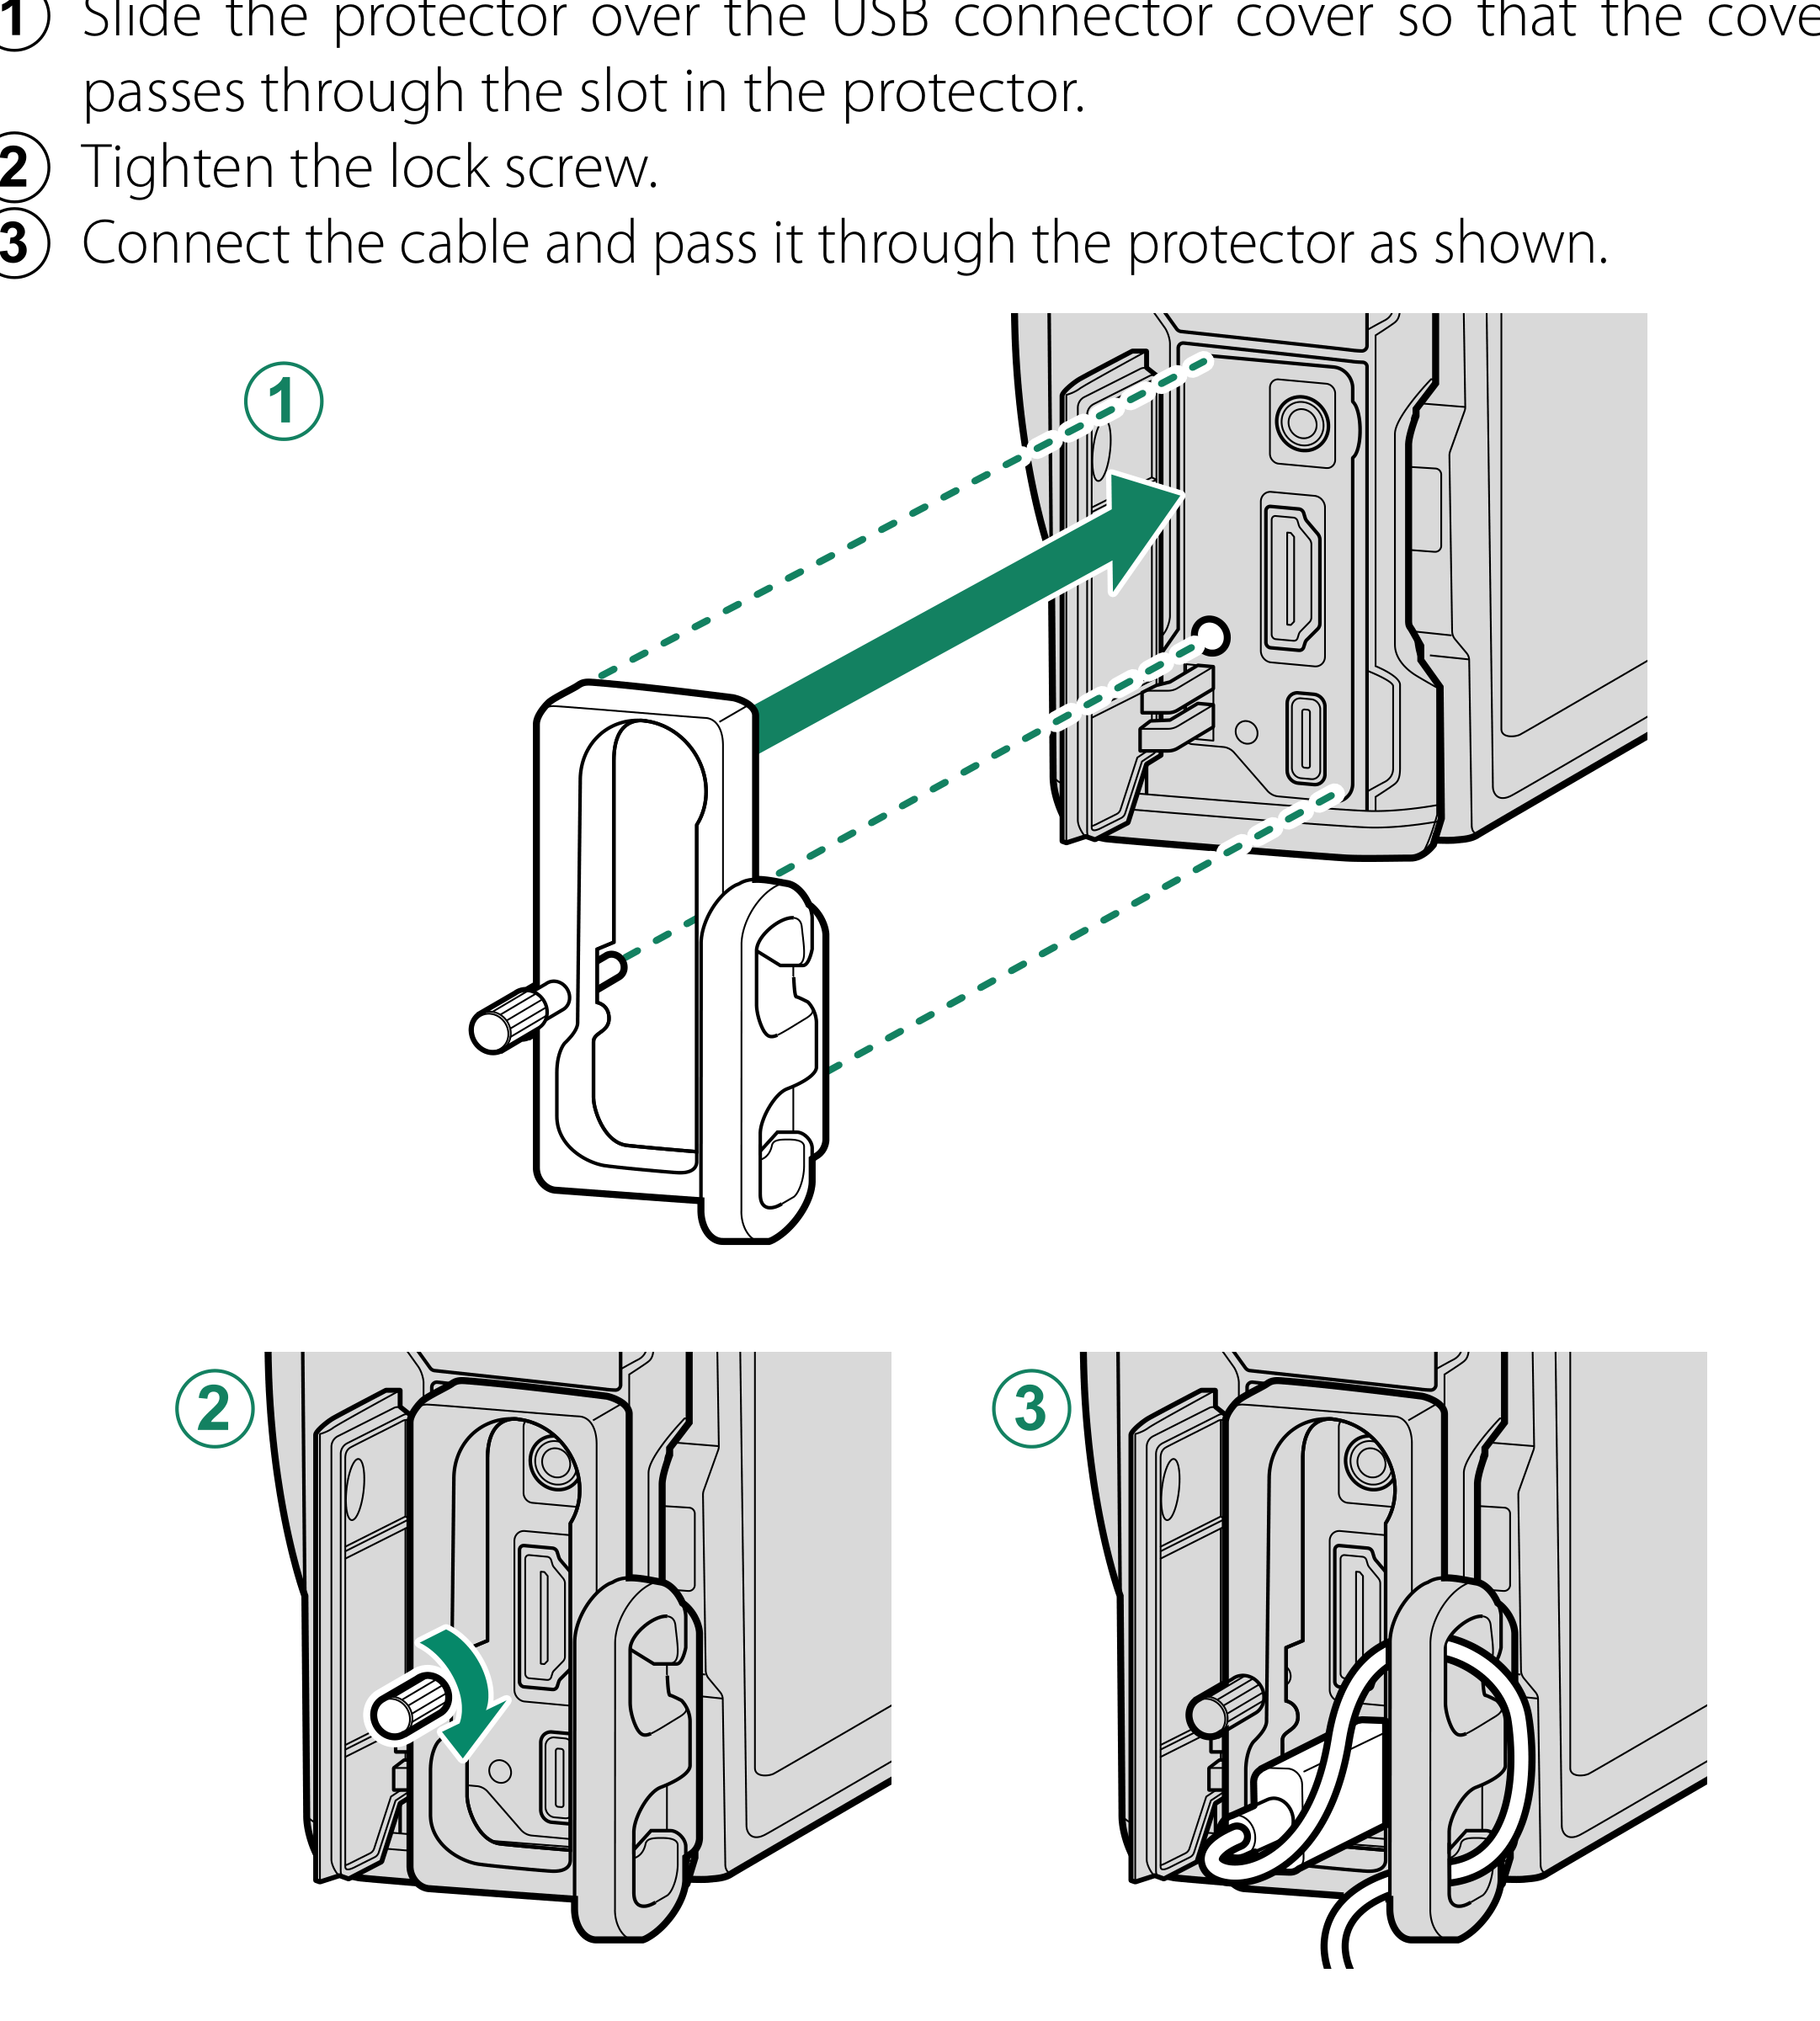 1 Slide the protector over the USB connector cover so that the cove
passes through the slot in the protector.
2 Tighten the lock screw.
3 Connect the cable and pass it through the protector as shown.
1
2
3